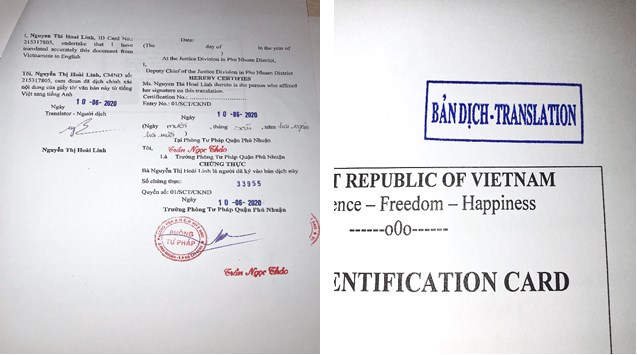 I, Nguyen Thi Hoai Linh, ID Card No.:
215317805, undertake that I have
translated accurately this document from
Vietnamese to English
Tôi, Nguyễn Thị Hoài Linh, CMND số:
215317805, cam đoan đã dịch chính xác
nội dung của giấy tờ/ văn bản này từ tiếng
Việt sang tiếng Anh
Ngày 10-06-2020
Translator - Người dịch
Nguyễn Thị Hoài Linh
(The day of in the year of
At the Justice Division in Phu Nhuan District,
I,
Deputy Chief of the Justice Division in Phu Nhuan District
HEREBY CERTIFIES
Ms. Nguyen Thi Hoai Linh thereto is the person who affixed
her signature on this translation.
Certification No.:
Entry No.: 01/SCT/CKND
Ngày 10-06-2020
(Ngày mười, tháng sáu, năm hai nghìn
hai mươi)
Tại Phòng Tư Pháp Quận Phú Nhuận
Tôi, Trần Ngọc Thảo
Là Trưởng Phòng Tư Pháp Quận Phú Nhuận
CHỨNG THỰC
Bà Nguyễn Thị Hoài Linh là người đã ký vào bản dịch này
Số chứng thực: 33955
Quyển số: 01/SCT/CKND
Ngày 10-06-2020
Trưởng Phòng Tư Pháp Quận Phú Nhuận
PHÒNG
TƯ PHÁP
Trần Ngọc Thảo
BẢN DỊCH-TRANSLATION
T REPUBLIC OF VIETNAM
ence – Freedom – Happiness
------o0o------
ENTIFICATION CARD